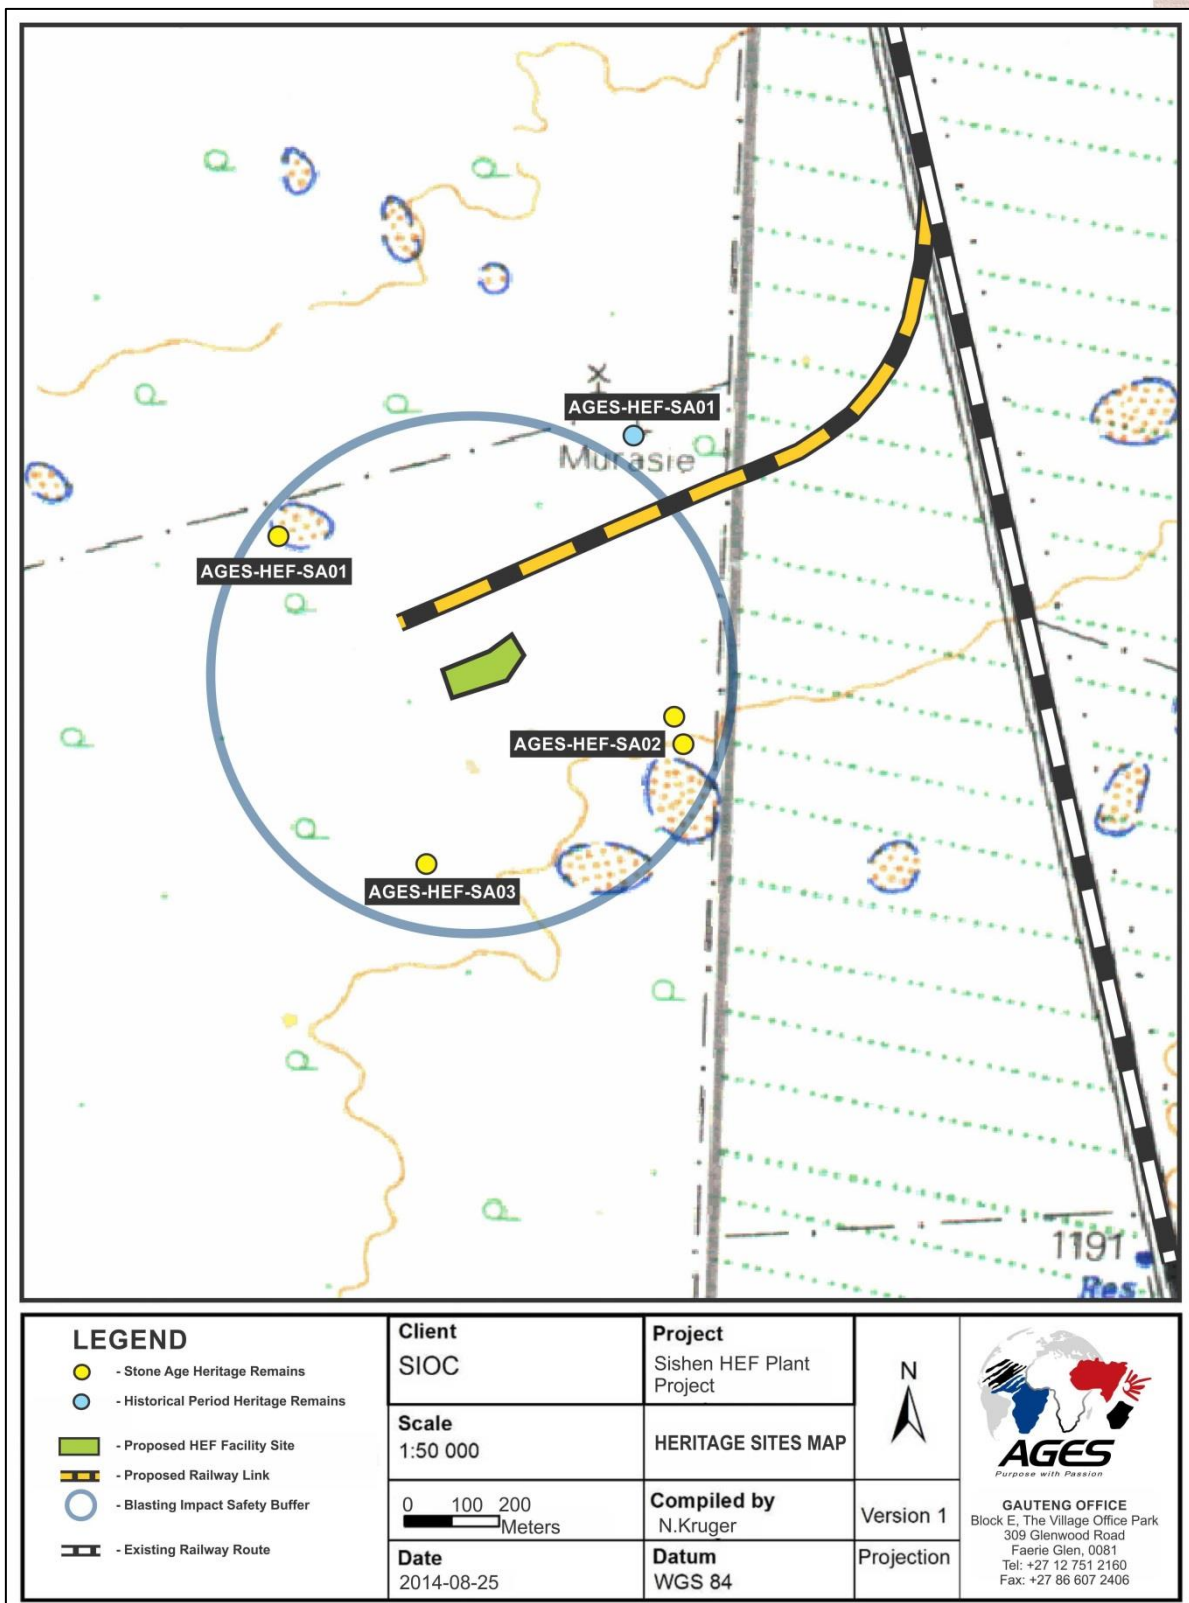 AGES-HEF-SA01
Murasie
AGES-HEF-SA01
AGES-HEF-SA02
AGES-HEF-SA03
1191
Res
LEGEND
- Stone Age Heritage Remains
- Historical Period Heritage Remains
- Proposed HEF Facility Site
- Proposed Railway Link
- Blasting Impact Safety Buffer
- Existing Railway Route
Client
SIOC
Scale
1:50 000
0 100 200
Meters
Date
2014-08-25
Project
Sishen HEF Plant
Project
HERITAGE SITES MAP
Compiled by
N.Kruger
Datum
WGS 84
N
Version 1
Projection
AGES
Purpose with Passion
GAUTENG OFFICE
Block E, The Village Office Park
309 Glenwood Road
Faerie Glen, 0081
Tel: +27 12 751 2160
Fax: +27 86 607 2406